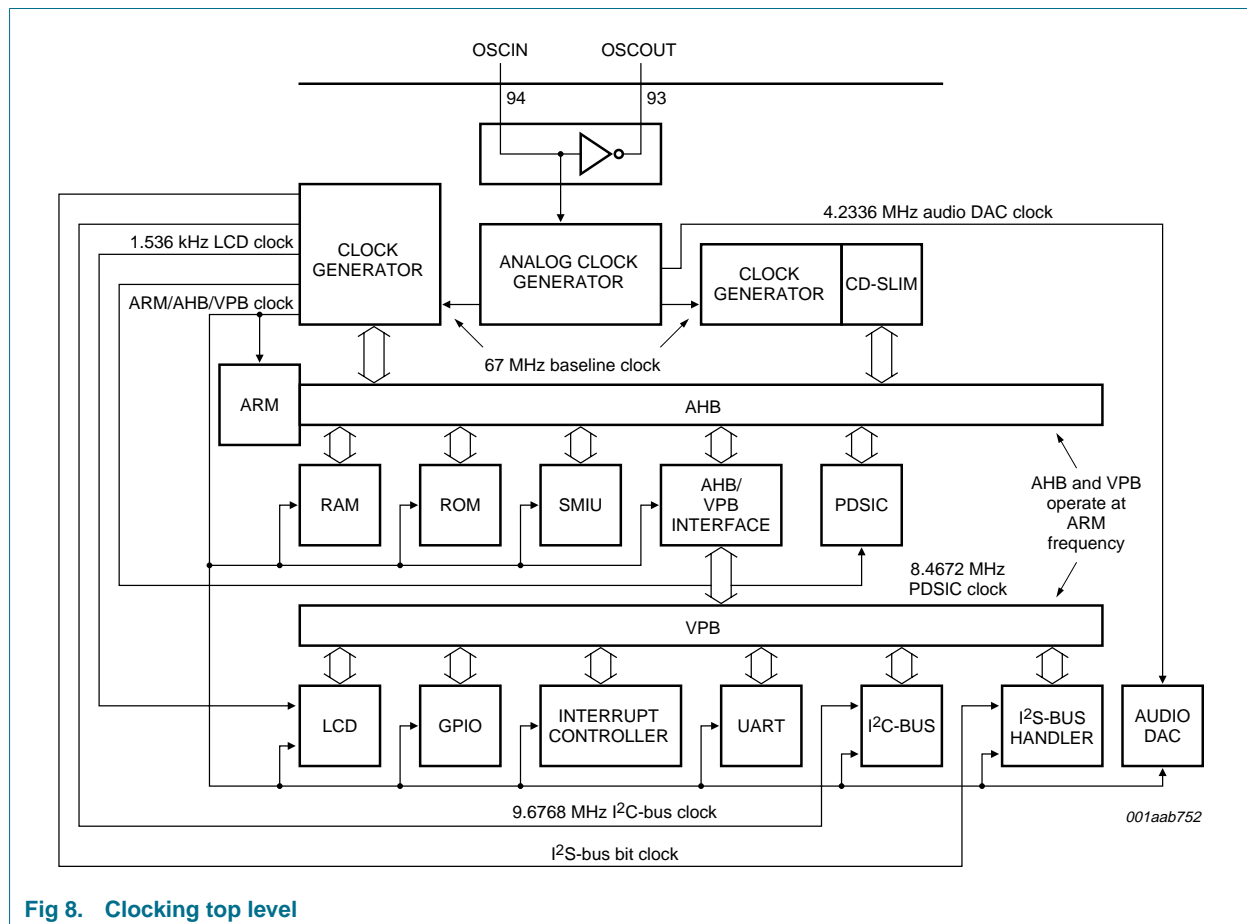 OSCIN
OSCOUT
94
93
4.2336 MHz audio DAC clock
1.536 kHz LCD clock
CLOCK
GENERATOR
ANALOG CLOCK
GENERATOR
CLOCK
GENERATOR
CD-SLIM
ARM/AHB/VPB clock
67 MHz baseline clock
ARM
AHB
RAM
ROM
SMIU
AHB/
VPB
INTERFACE
PDSIC
AHB and VPB
operate at
ARM
frequency
8.4672 MHz
PDSIC clock
VPB
LCD
GPIO
INTERRUPT
CONTROLLER
UART
I2C-BUS
I2S-BUS
HANDLER
AUDIO
DAC
9.6768 MHz I2C-bus clock
001aab752
I2S-bus bit clock
Fig 8. Clocking top level